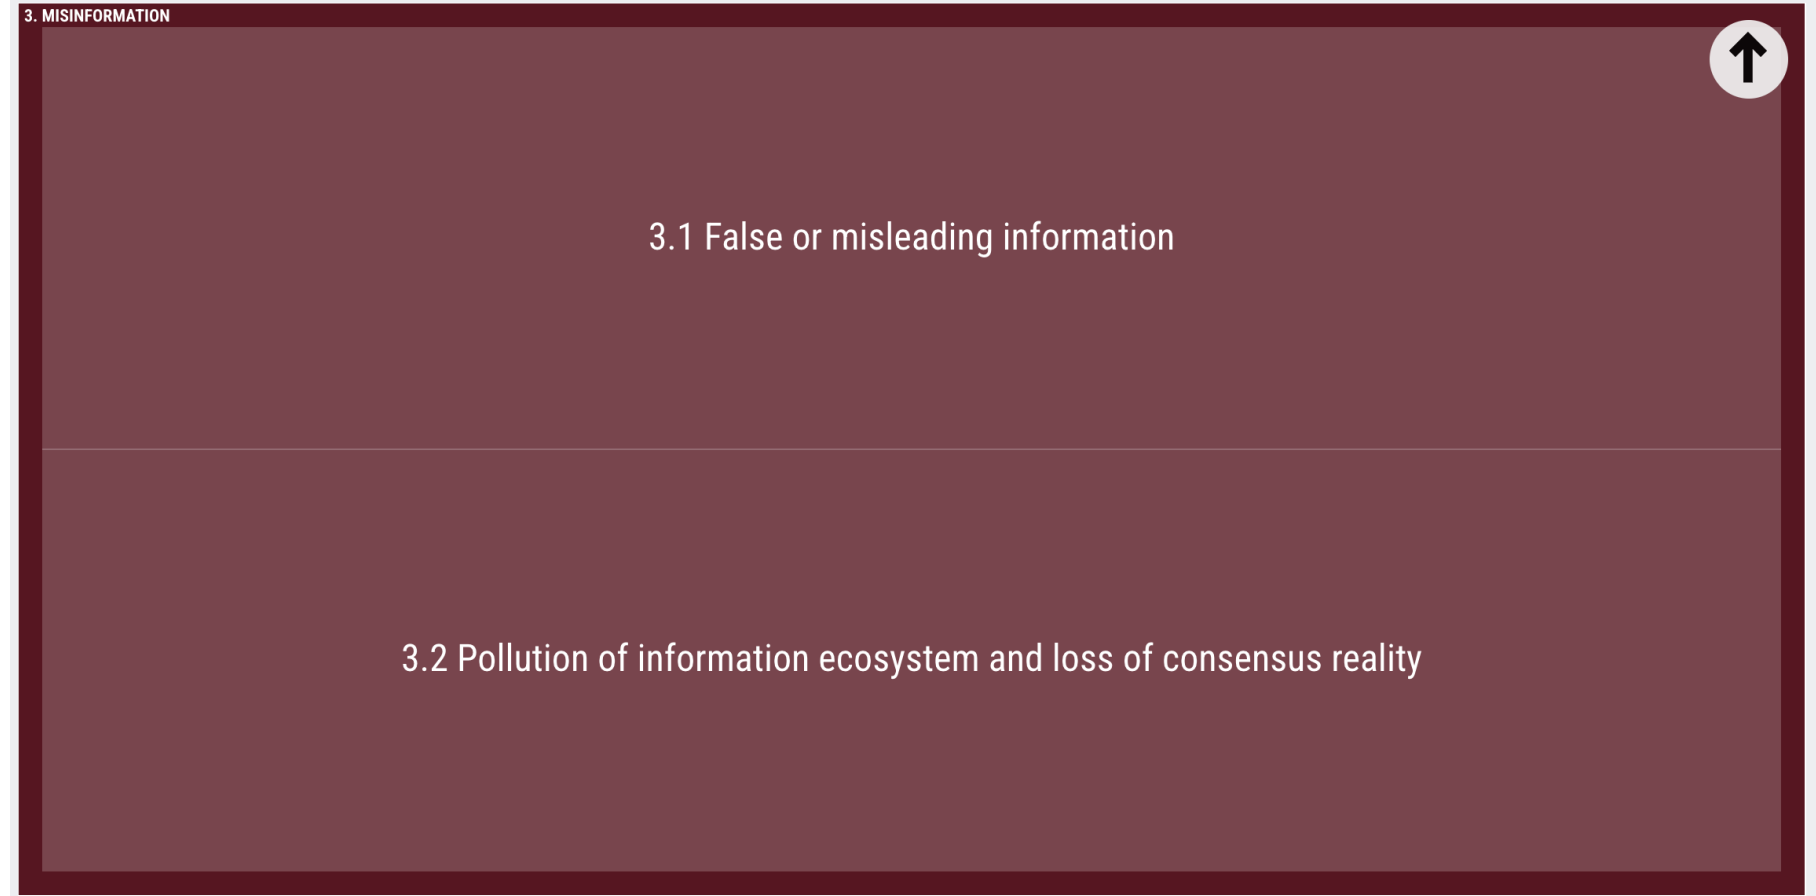 3. MISINFORMATION
3.1 False or misleading information
3.2 Pollution of information ecosystem and loss of consensus reality